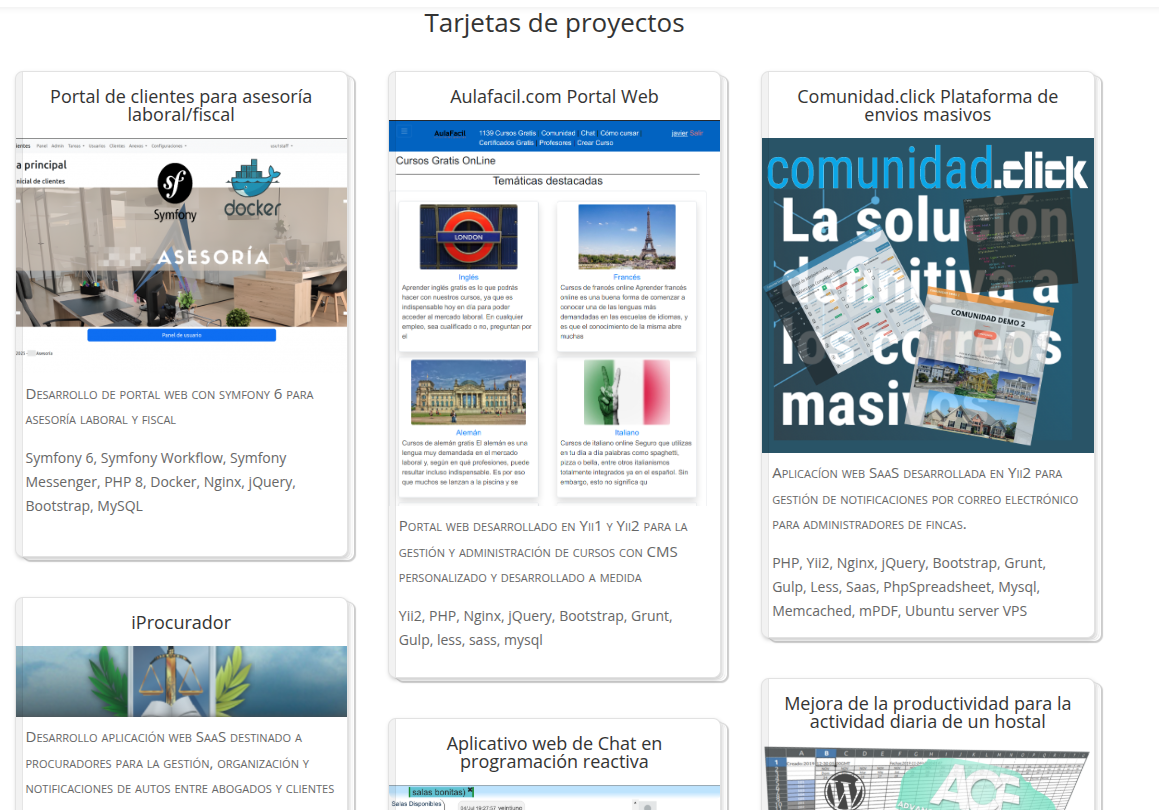 Tarjetas de proyectos
Portal de clientes para asesoría
laboral/fiscal
entes Panel Admin Tareas Usuarios Clientes Anexos Configuraciones
a principal
nicial de clientes
Symfony
docker
ASESORÍA
Panel de usuario
2025 Asesoría
Desarrollo de portal web con symfony 6 para
asesoría laboral y fiscal
Symfony 6, Symfony Workflow, Symfony
Messenger, PHP 8, Docker, Nginx, jQuery,
Bootstrap, MySQL
iProcurador
Desarrollo aplicación web SaaS destinado a
procuradores para la gestión, organización y
notificaciones de autos entre abogados y clientes
Aulafacil.com Portal Web
AulaFacil 1139 Cursos Gratis Comunidad Chat Cómo cursar javier Salir
Certificados Gratis Profesores Crear Curso
Cursos Gratis OnLine
Temáticas destacadas
LONDON
Inglés
Aprender inglés gratis es lo que podrás
hacer con nuestros cursos, ya que es
indispensable hoy en día para poder
acceder al mercado laboral. En cualquier
empleo, sea cualificado o no, preguntan por
el
Francés
Cursos de francés online Aprender francés
online es una buena forma de comenzar a
conocer una de las lenguas más
demandadas en las escuelas de idiomas, y
es que el conocimiento de la misma abre
muchas
Alemán
Cursos de alemán gratis El alemán es una
lengua muy demandada en el mercado
laboral y, según en qué profesiones, puede
resultar incluso indispensable. Es por eso
que muchos se lanzan a la piscina y se
Italiano
Cursos de italiano online Seguro que utilizas
en tu día a día palabras como spaghetti,
pizza o bella, entre otros italianismos
totalmente integrados ya en el español. Sin
embargo, esto no significa qu
Portal web desarrollado en Yii1 y Yii2 para la
gestión y administración de cursos con CMS
personalizado y desarrollado a medida
Yii2, PHP, Nginx, jQuery, Bootstrap, Grunt,
Gulp, less, sass, mysql
Aplicativo web de Chat en
programación reactiva
salas bonitas)
Salas Disponibles
Comunidad.click Plataforma de
envios masivos
comunidad.click
La solución
definitiva a
los correos
masivos
COMUNIDAD DEMO 2
Aplicacíon web SaaS desarrollada en Yii2 para
gestión de notificaciones por correo electrónico
para administradores de fincas.
PHP, Yii2, Nginx, jQuery, Bootstrap, Grunt,
Gulp, Less, Saas, PhpSpreadsheet, Mysql,
Memcached, mPDF, Ubuntu server VPS
Mejora de la productividad para la
actividad diaria de un hostal